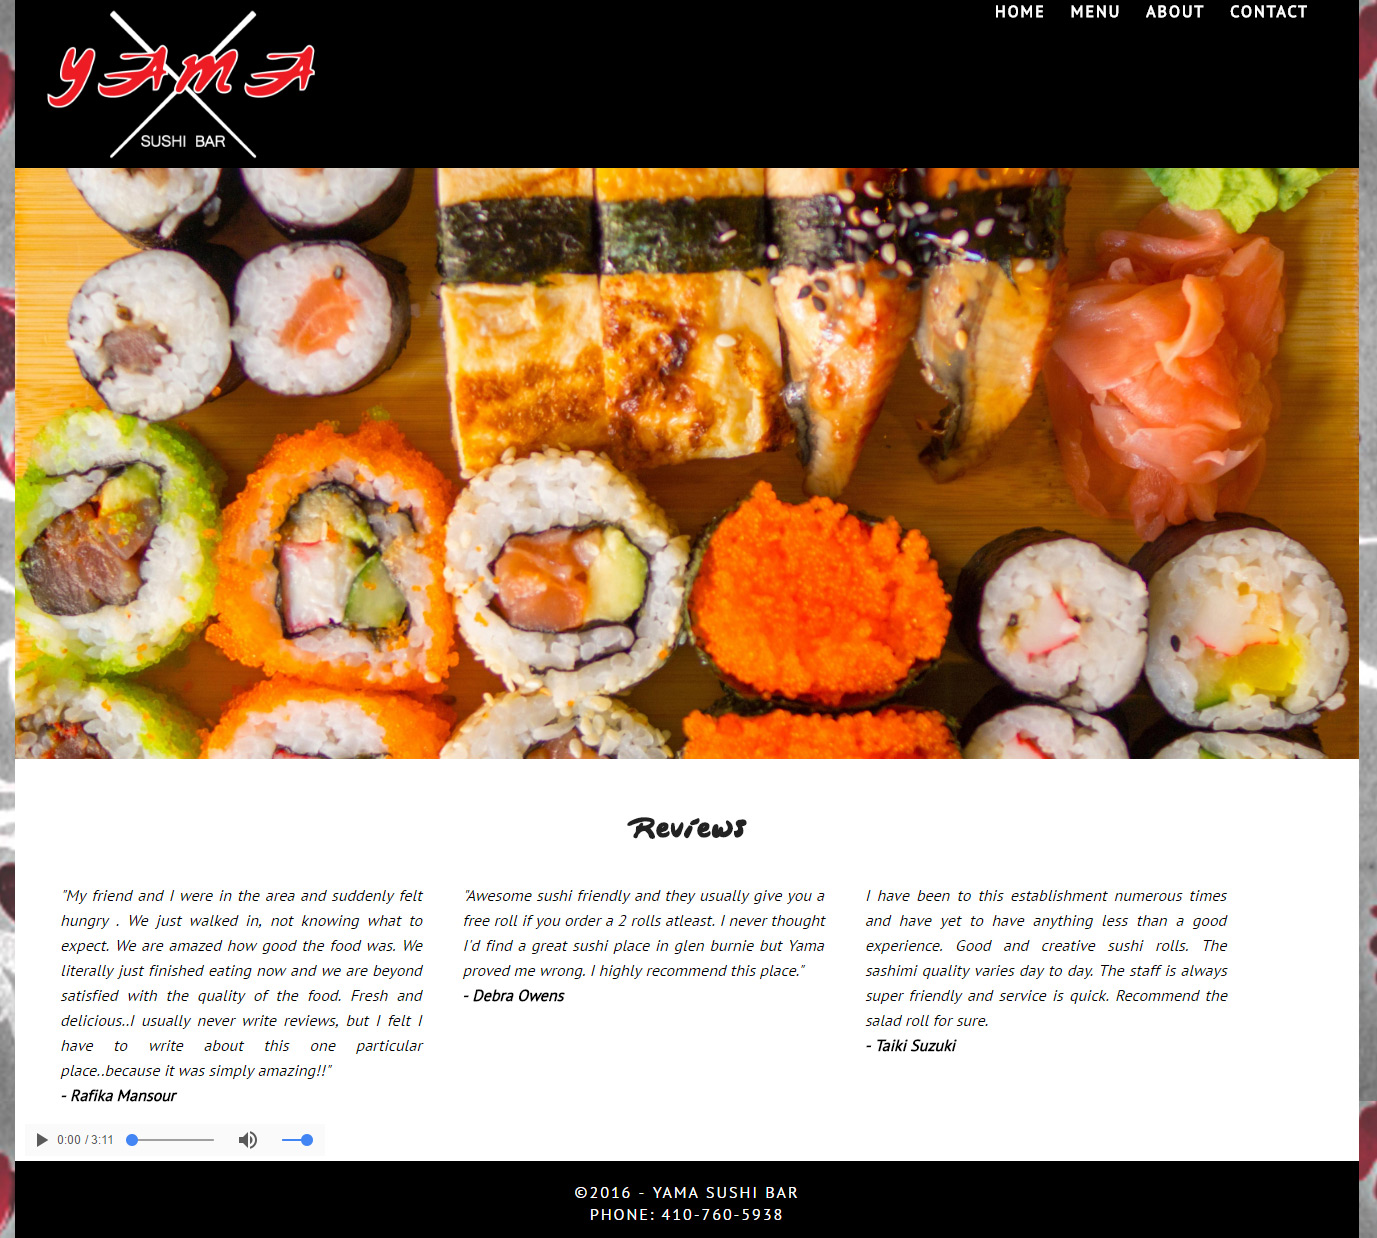 HOME MENU ABOUT CONTACT
YAMA
SUSHI BAR
Reviews
"My friend and I were in the area and suddenly felt
hungry . We just walked in, not knowing what to
expect. We are amazed how good the food was. We
literally just finished eating now and we are beyond
satisfied with the quality of the food. Fresh and
delicious..I usually never write reviews, but I felt I
have to write about this one particular
place..because it was simply amazing!!"
- Rafika Mansour
"Awesome sushi friendly and they usually give you a
free roll if you order a 2 rolls atleast. I never thought
I'd find a great sushi place in glen burnie but Yama
proved me wrong. I highly recommend this place."
- Debra Owens
I have been to this establishment numerous times
and have yet to have anything less than a good
experience. Good and creative sushi rolls. The
sashimi quality varies day to day. The staff is always
super friendly and service is quick. Recommend the
salad roll for sure.
- Taiki Suzuki
0:00 / 3:11
©2016 - YAMA SUSHI BAR
PHONE: 410-760-5938